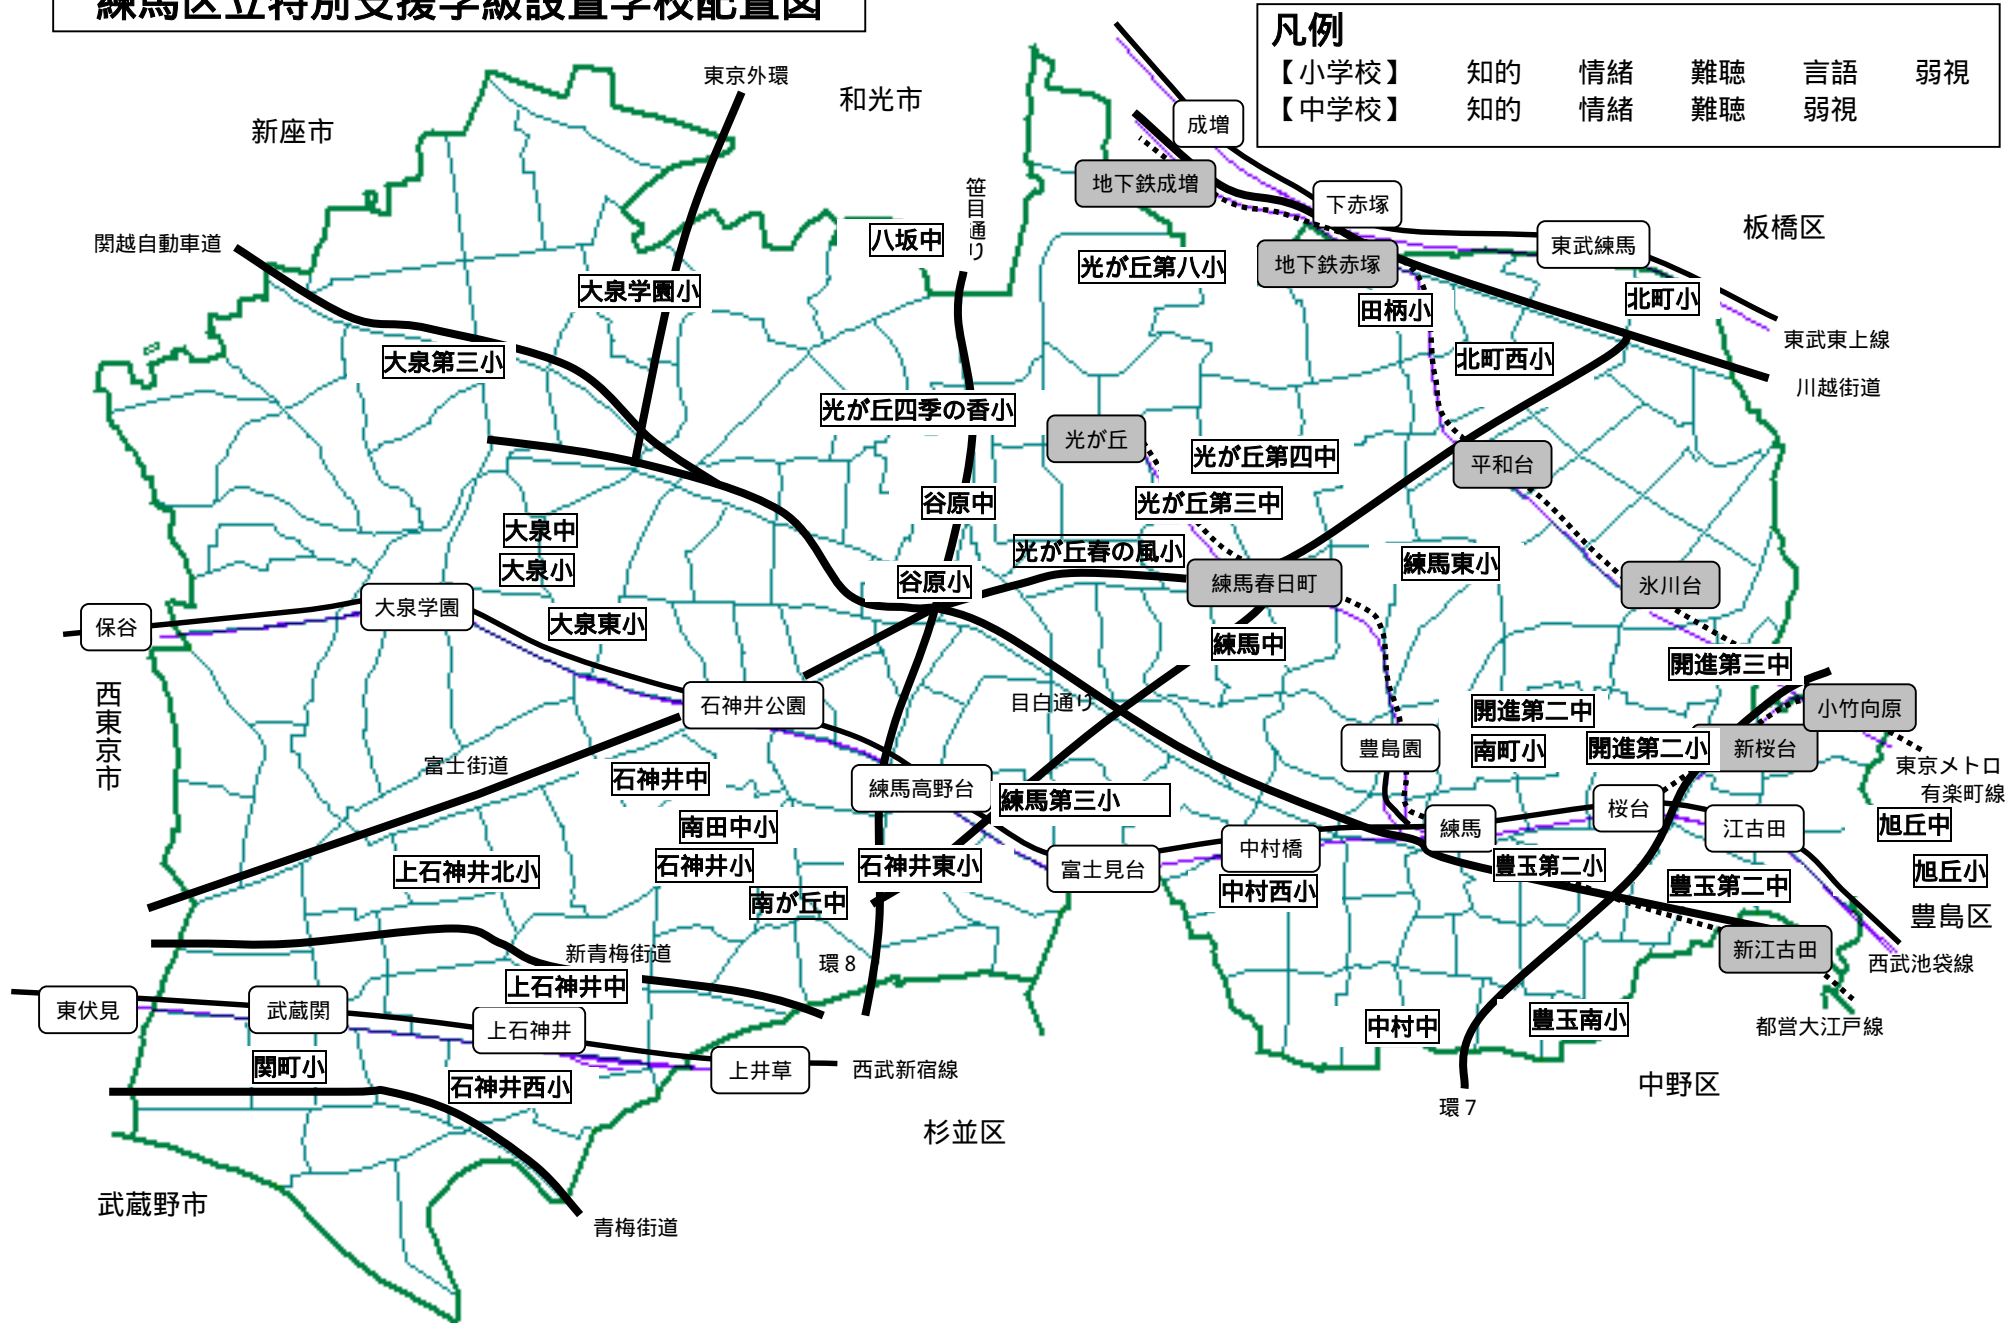 練馬区立特別支援学級設置学校配置図
凡例
【小学校】 知的 情緒 難聴 言語 弱視
【中学校】 知的 情緒 難聴 弱視
東京外環
和光市
新座市
成増
地下鉄成増
笹目通り
下赤塚
板橋区
関越自動車道
八坂中
東武練馬
光が丘第八小
地下鉄赤塚
大泉学園小
田柄小
北町小
東武東上線
大泉第三小
北町西小
川越街道
光が丘四季の香小
光が丘
光が丘第四中
平和台
谷原中
光が丘第三中
大泉中
光が丘春の風小
練馬東小
大泉小
谷原小
練馬春日町
氷川台
大泉学園
保谷
大泉東小
練馬中
開進第三中
西東京市
石神井公園
目白通り
開進第二中
小竹向原
富士街道
豊島園
南町小
開進第二小
新桜台
東京メトロ
有楽町線
石神井中
練馬高野台
練馬第三小
桜台
南田中小
練馬
江古田
旭丘中
上石神井北小
石神井小
石神井東小
富士見台
中村橋
豊玉第二小
旭丘小
南が丘中
中村西小
豊玉第二中
豊島区
新青梅街道
環8
新江古田
西武池袋線
上石神井中
東伏見
武蔵関
上石神井
中村中
豊玉南小
都営大江戸線
関町小
石神井西小
上井草
西武新宿線
中野区
環7
杉並区
武蔵野市
青梅街道